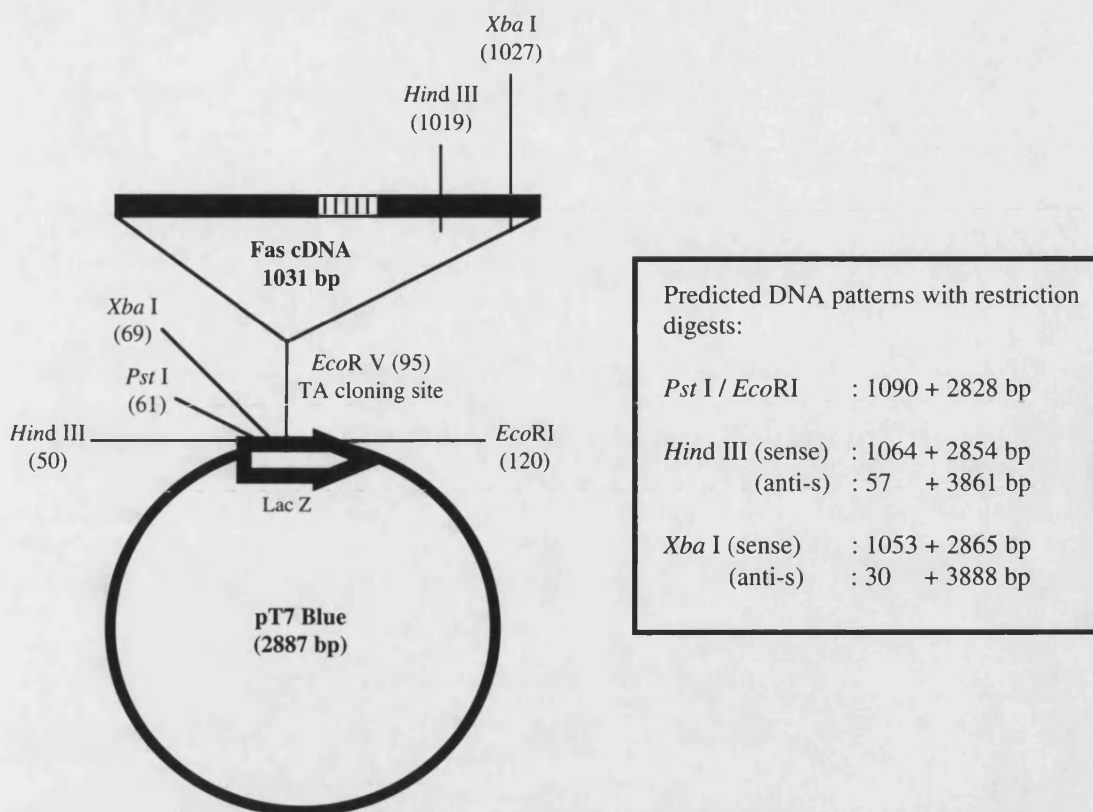 Xba I
(1027)
Hind III
(1019)
Fas cDNA
1031 bp
Xba I
(69)
EcoR V (95)
TA cloning site
Pst I
(61)
Hind III
(50)
EcoRI
(120)
Lac Z
pT7 Blue
(2887 bp)
Predicted DNA patterns with restriction
digests:
Pst I / EcoRI : 1090 + 2828 bp
Hind III (sense) : 1064 + 2854 bp
(anti-s) : 57 + 3861 bp
Xba I (sense) : 1053 + 2865 bp
(anti-s) : 30 + 3888 bp